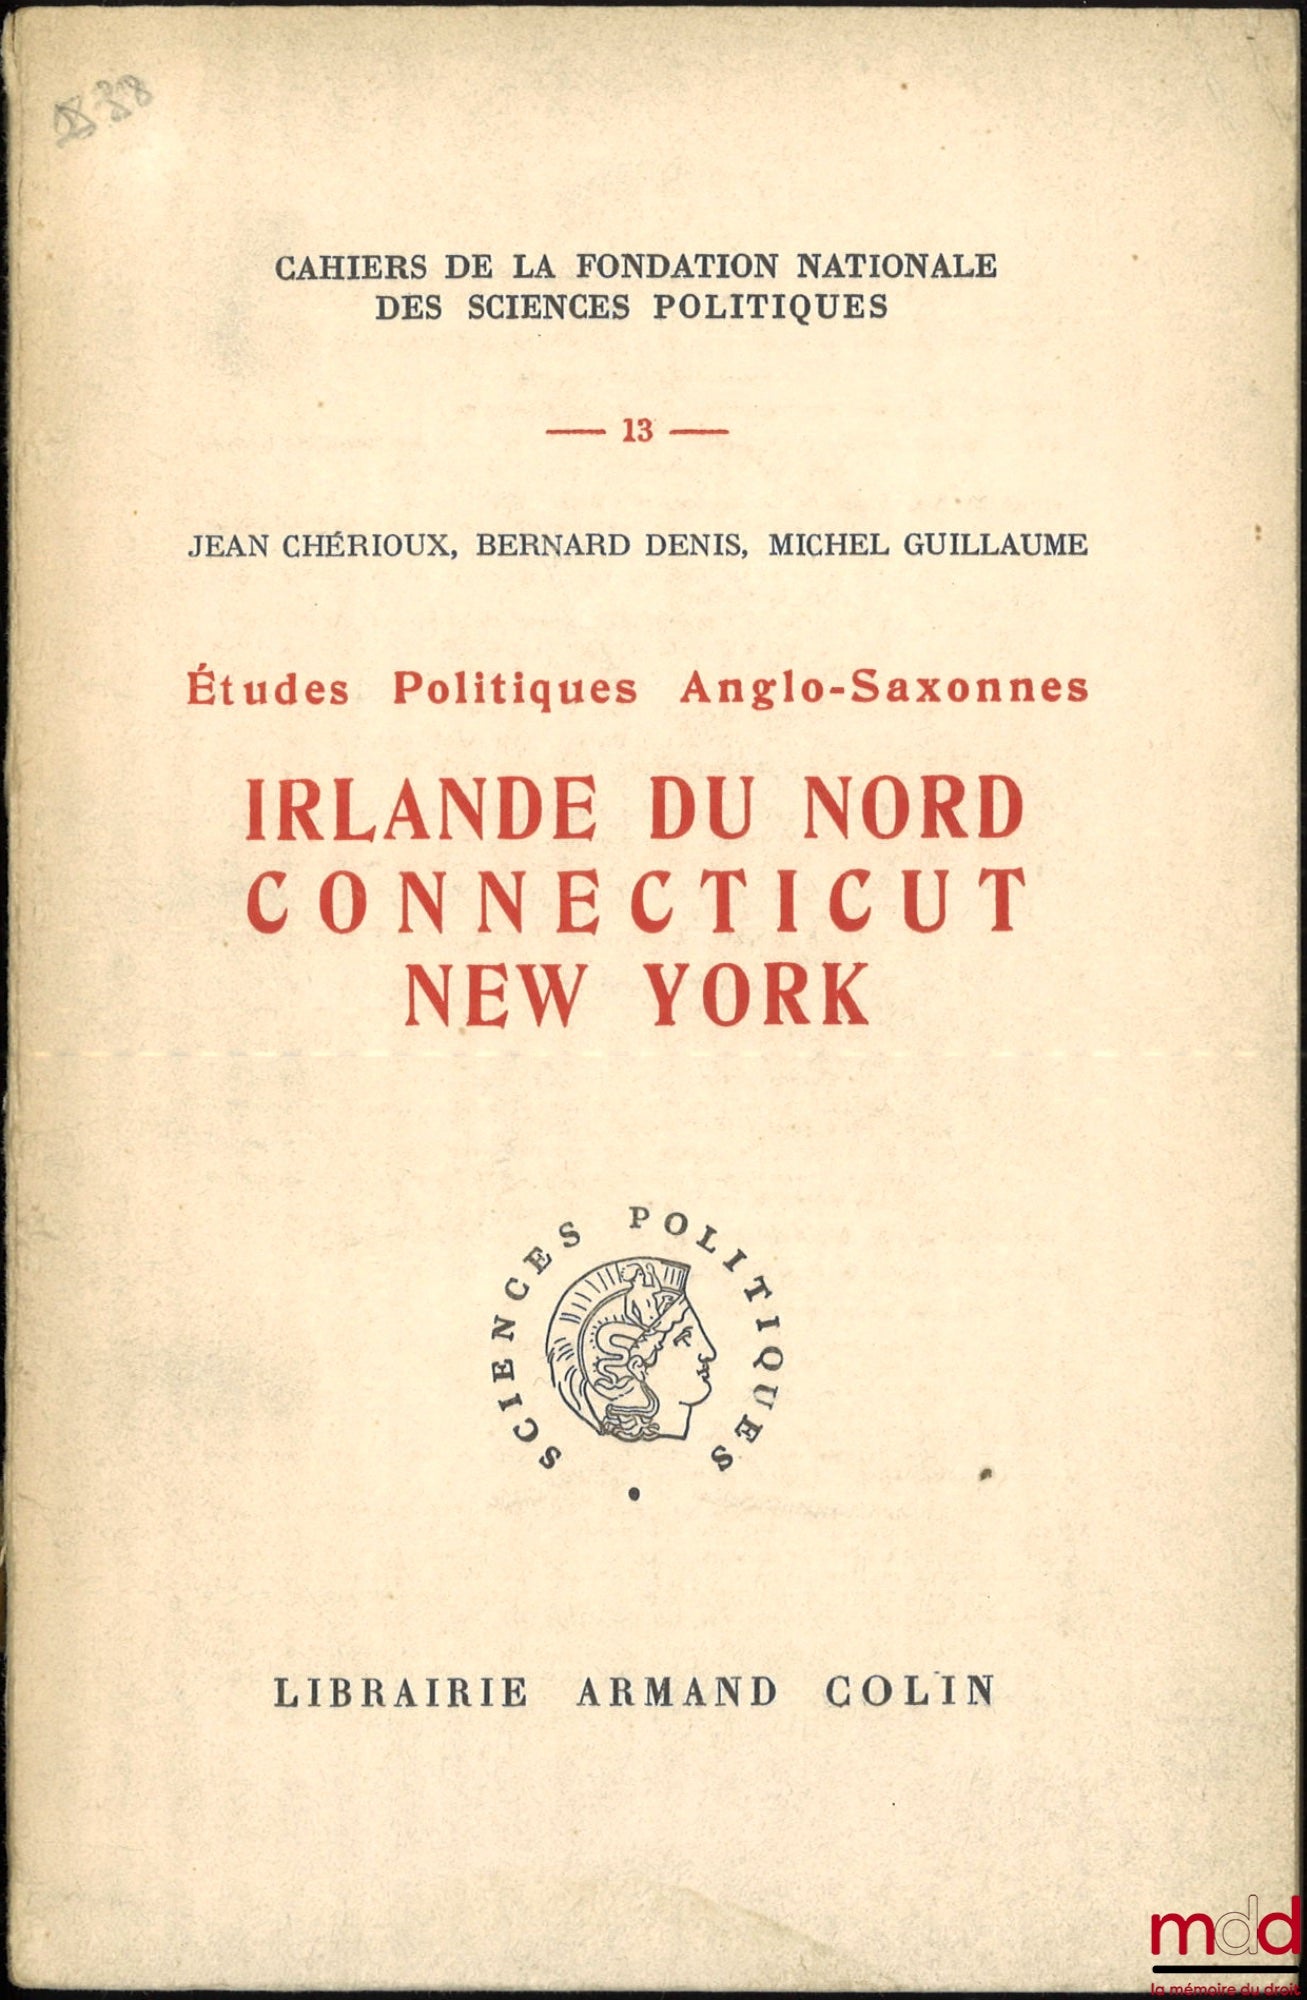 CAHIERS DE LA FONDATION NATIONALE
DES SCIENCES POLITIQUES
— 13 —
JEAN CHÉRIOUX, BERNARD DENIS, MICHEL GUILLAUME
Études Politiques Anglo-Saxonnes
IRLANDE DU NORD
CONNECTICUT
NEW YORK
SCIENCES POLITIQUES
LIBRAIRIE ARMAND COLIN
mdd
la mémoire du droit